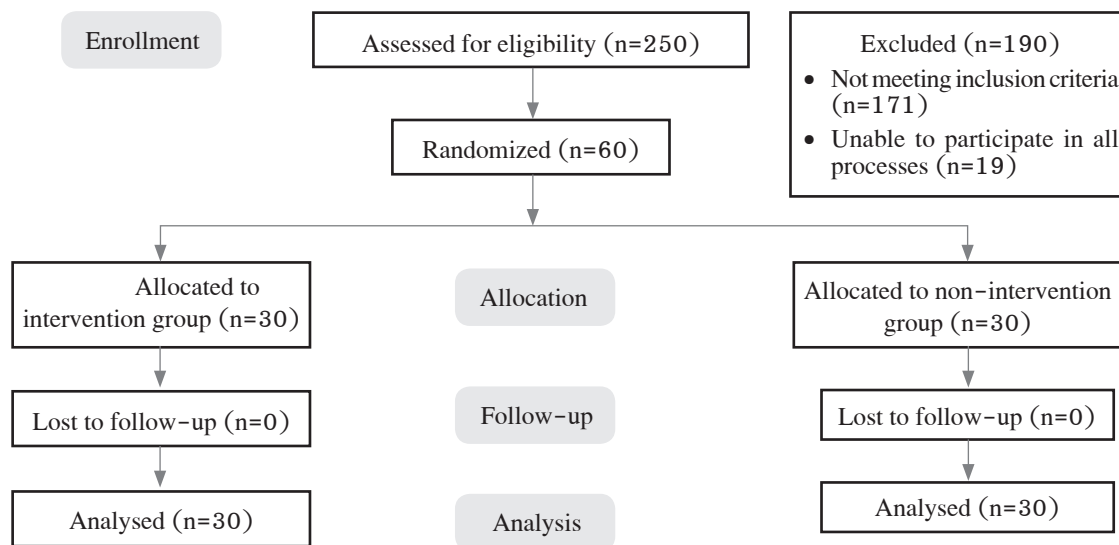 Enrollment
Assessed for eligibility (n=250)
Excluded (n=190)
• Not meeting inclusion criteria
(n=171)
• Unable to participate in all
processes (n=19)
Randomized (n=60)
Allocated to
intervention group (n=30)
Allocation
Allocated to non-intervention
group (n=30)
Lost to follow-up (n=0)
Follow-up
Lost to follow-up (n=0)
Analysed (n=30)
Analysis
Analysed (n=30)